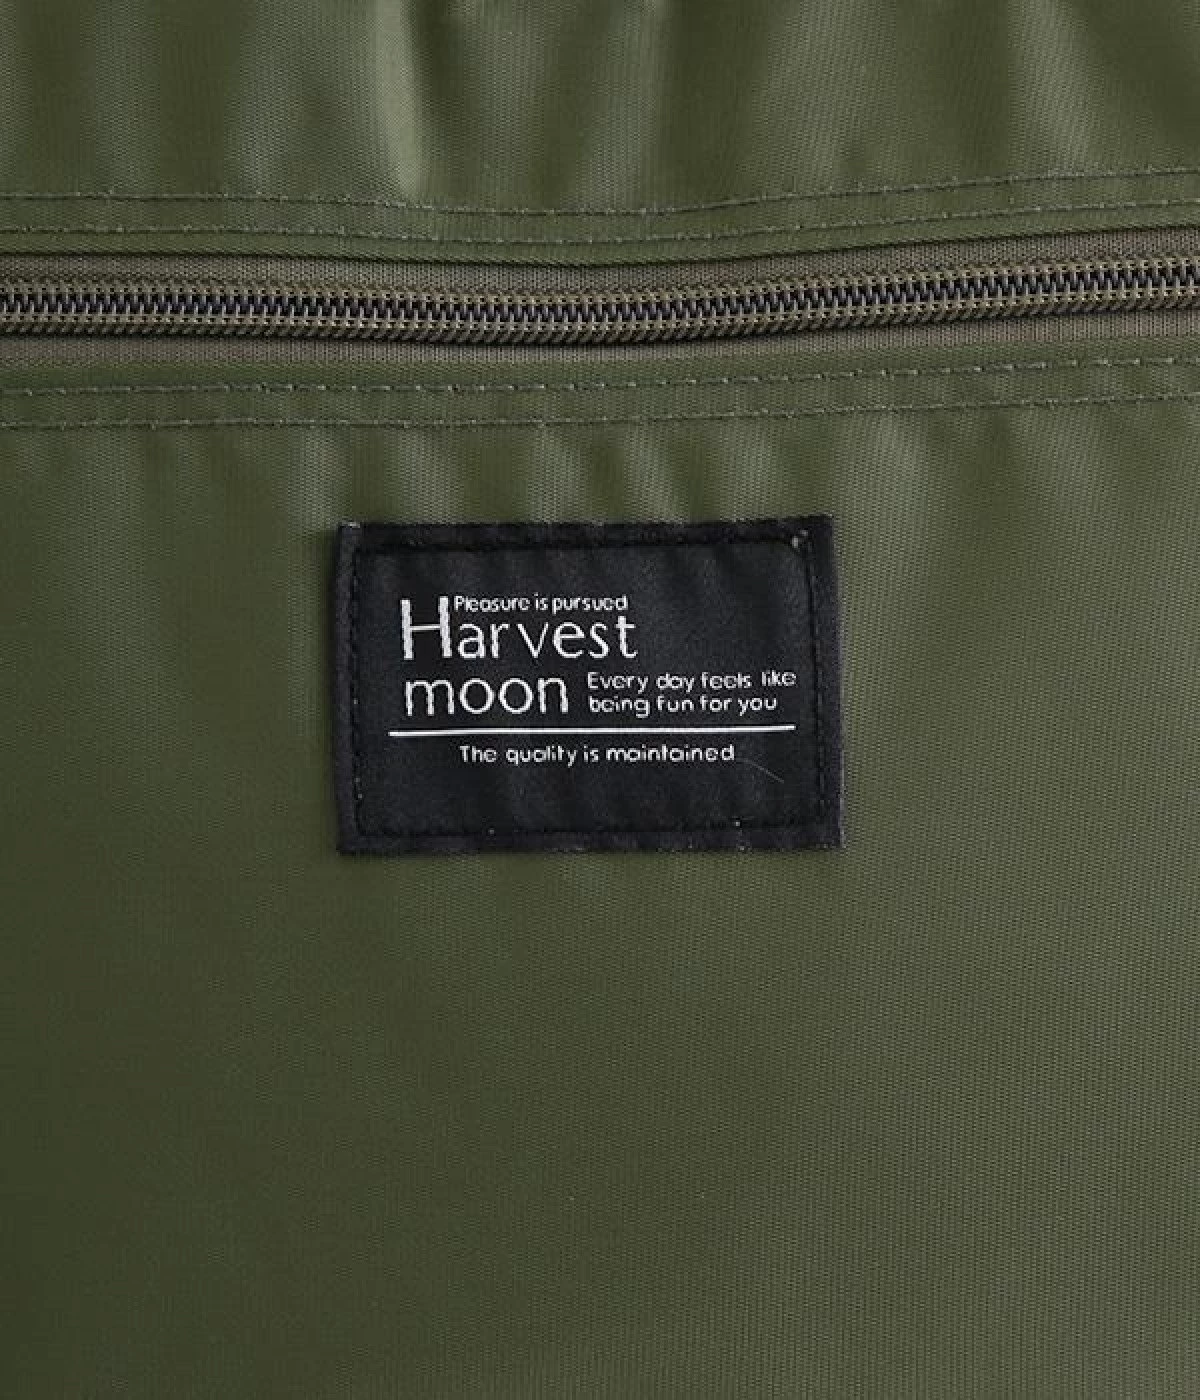 Pleasure is pursued
Harvest
moon
Every day feels like
being fun for you
The quality is maintained